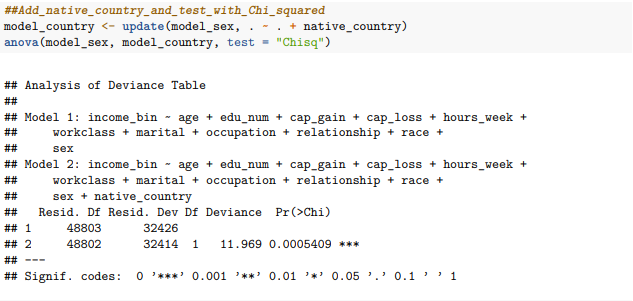 ##Add_native_country_and_test_with_Chi_squared
model_country <- update(model_sex, . ~ . + native_country)
anova(model_sex, model_country, test = "Chisq")
## Analysis of Deviance Table
##
## Model 1: income_bin ~ age + edu_num + cap_gain + cap_loss + hours_week +
##     workclass + marital + occupation + relationship + race +
##     sex
## Model 2: income_bin ~ age + edu_num + cap_gain + cap_loss + hours_week +
##     workclass + marital + occupation + relationship + race +
##     sex + native_country
##   Resid. Df Resid. Dev Df Deviance  Pr(>Chi)
## 1     48803      32426
## 2     48802      32414  1   11.969 0.0005409 ***
## ---
## Signif. codes:  0 '***' 0.001 '**' 0.01 '*' 0.05 '.' 0.1 ' ' 1